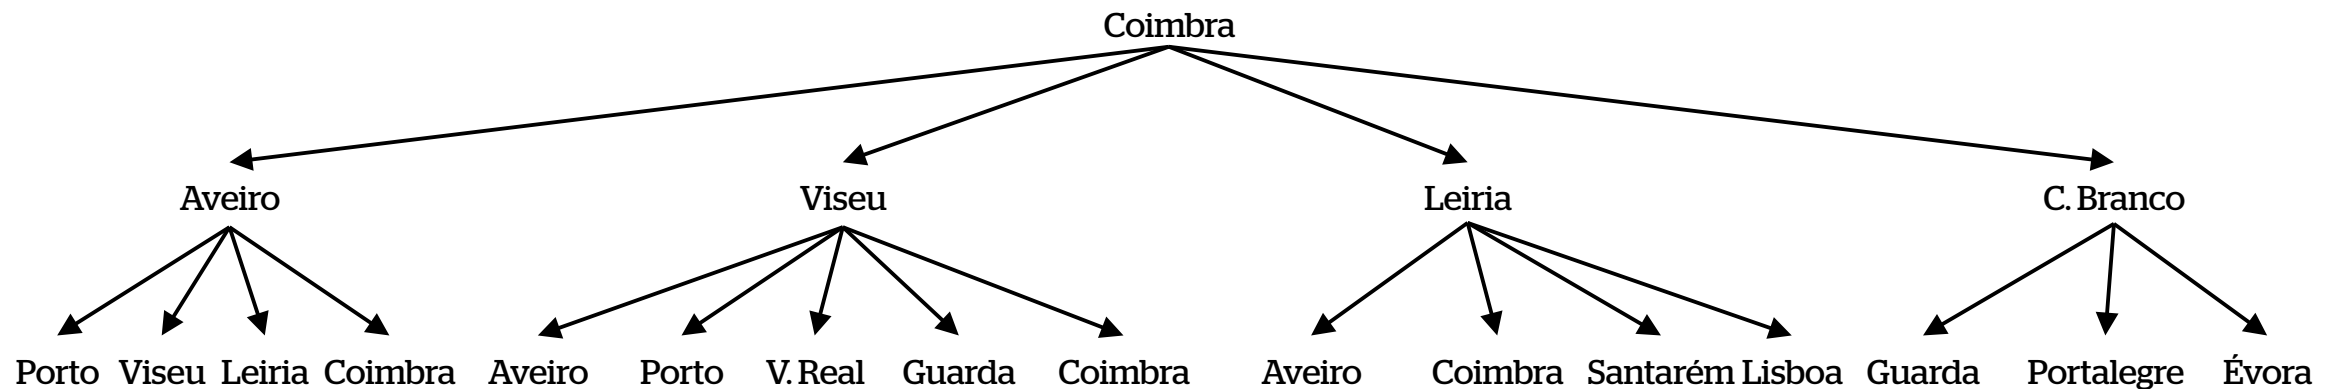 Coimbra
Aveiro Viseu Leiria C. Branco
Porto Viseu Leiria Coimbra Aveiro Porto V. Real Guarda Coimbra Aveiro Coimbra Santarém Lisboa Guarda Portalegre Évora